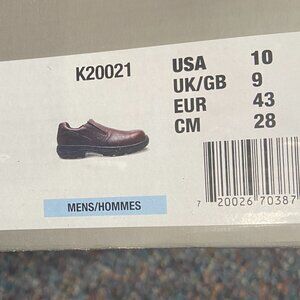 K20021
USA 10
UK/GB 9
EUR 43
CM 28
MENS/HOMMES
7 20026 70387